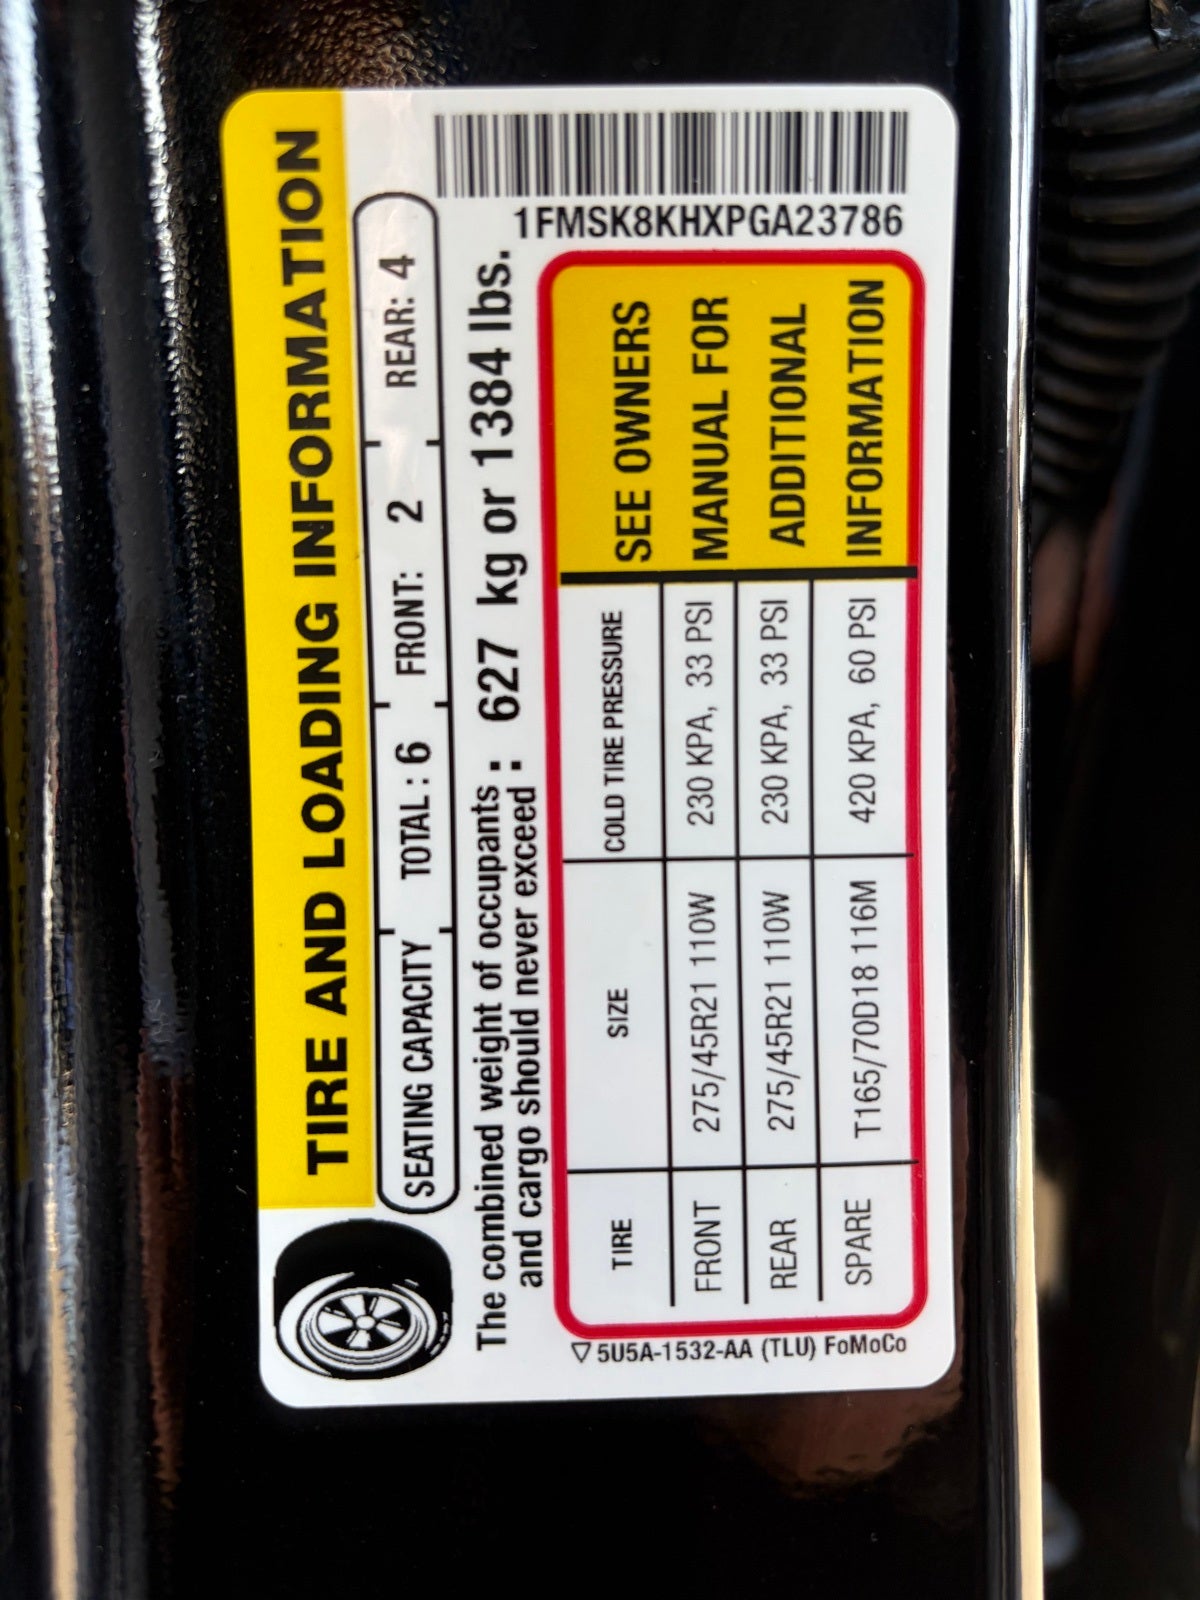 TIRE AND LOADING INFORMATION
SEATING CAPACITY TOTAL : 6 FRONT: 2 REAR: 4
The combined weight of occupants
and cargo should never exceed : 627 kg or 1384 lbs.
1FMSK8KHXPGA23786
TIRE SIZE COLD TIRE PRESSURE
FRONT 275/45R21 110W 230 KPA, 33 PSI
REAR 275/45R21 110W 230 KPA, 33 PSI
SPARE T165/70D18 116M 420 KPA, 60 PSI
SEE OWNERS
MANUAL FOR
ADDITIONAL
INFORMATION
5U5A-1532-AA (TLU) FoMoCo